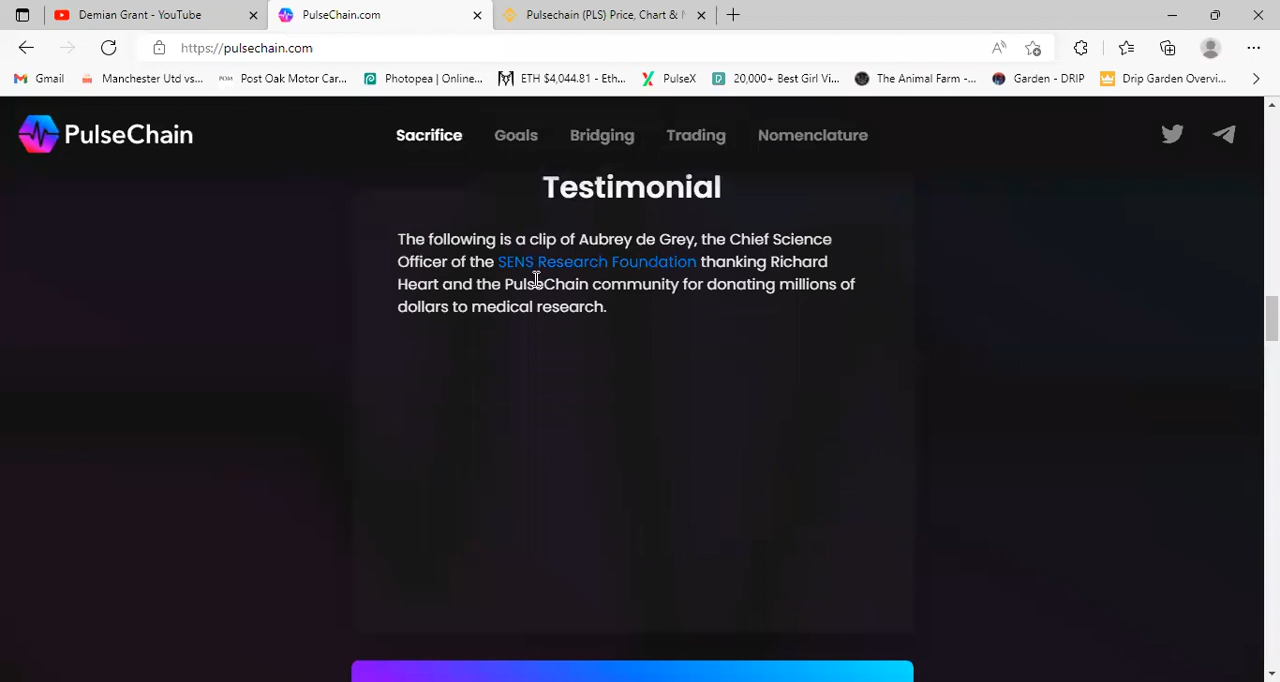 Demian Grant - YouTube
PulseChain.com
Pulsechain (PLS) Price, Chart &
https://pulsechain.com
Gmail
Manchester Utd vs...
Post Oak Motor Car...
Photopea | Online...
ETH $4,044.81 - Eth...
PulseX
20,000+ Best Girl Vi...
The Animal Farm -...
Garden - DRIP
Drip Garden Overvi...
PulseChain
Sacrifice
Goals
Bridging
Trading
Nomenclature
Testimonial
The following is a clip of Aubrey de Grey, the Chief Science
Officer of the SENS Research Foundation thanking Richard
Heart and the PulseChain community for donating millions of
dollars to medical research.